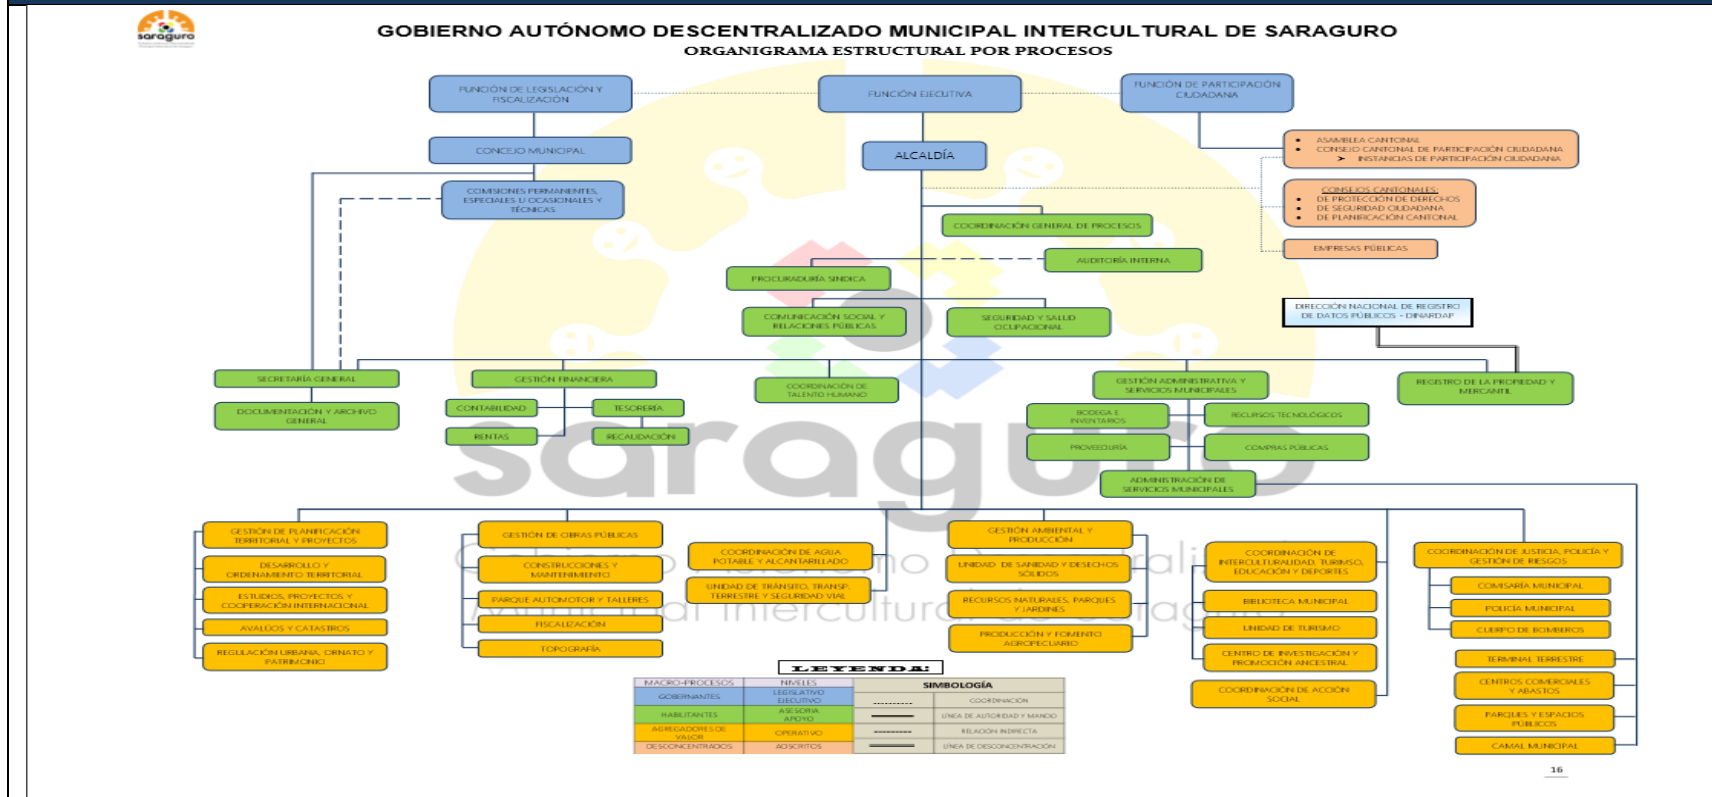 saraguro
GOBIERNO AUTÓNOMO DESCENTRALIZADO MUNICIPAL INTERCULTURAL DE SARAGURO
ORGANIGRAMA ESTRUCTURAL POR PROCESOS
FUNCIÓN DE LEGISLACIÓN Y
FISCALIZACIÓN
FUNCIÓN EJECUTIVA
FUNCIÓN DE PARTICIPACIÓN
CIUDADANA
CONCEJO MUNICIPAL
ALCALDÍA
• ASAMBLEA CANTONAL
• CONSEJO CANTONAL DE PARTICIPACIÓN CIUDADANA
➤ INSTANCIAS DE PARTICIPACIÓN CIUDADANA
COMISIONES PERMANENTES,
ESPECIALES U OCASIONALES Y
TÉCNICAS
CONSEJOS CANTONALES:
• DE PROTECCIÓN DE DERECHOS
• DE SEGURIDAD CIUDADANA
• DE PLANIFICACIÓN CANTONAL
COORDINACIÓN GENERAL DE PROCESOS
EMPRESAS PÚBLICAS
AUDITORÍA INTERNA
PROCURADURÍA SINDICA
COMUNICACIÓN SOCIAL Y
RELACIONES PÚBLICAS
SEGURIDAD Y SALUD
OCUPACIONAL
DIRECCIÓN NACIONAL DE REGISTRO
DE DATOS PÚBLICOS - DINARDAP
SECRETARÍA GENERAL
DOCUMENTACIÓN Y ARCHIVO
GENERAL
GESTIÓN FINANCIERA
CONTABILIDAD
TESORERÍA
RENTAS
RECAUDACIÓN
COORDINACIÓN DE
TALENTO HUMANO
GESTIÓN ADMINISTRATIVA Y
SERVICIOS MUNICIPALES
BODEGA E
INVENTARIOS
RECURSOS TECNOLÓGICOS
PROVEEDURÍA
COMPRAS PÚBLICAS
ADMINISTRACIÓN DE
SERVICIOS MUNICIPALES
REGISTRO DE LA PROPIEDAD Y
MERCANTIL
saraguro
GESTIÓN DE PLANIFICACIÓN
TERRITORIAL Y PROYECTOS
DESARROLLO Y
ORDENAMIENTO TERRITORIAL
ESTUDIOS, PROYECTOS Y
COOPERACIÓN INTERNACIONAL
AVALÚOS Y CATASTROS
REGULACIÓN URBANA, ORNATO Y
PATRIMONIO
GESTIÓN DE OBRAS PÚBLICAS
CONSTRUCCIONES Y
MANTENIMIENTO
PARQUE AUTOMOTOR Y TALLERES
FISCALIZACIÓN
TOPOGRAFÍA
COORDINACIÓN DE AGUA
POTABLE Y ALCANTARILLADO
UNIDAD DE TRÁNSITO, TRANSP.
TERRESTRE Y SEGURIDAD VIAL
GESTIÓN AMBIENTAL Y
PRODUCCIÓN
UNIDAD DE SANIDAD Y DESECHOS
SÓLIDOS
RECURSOS NATURALES, PARQUES
Y JARDINES
PRODUCCIÓN Y FOMENTO
AGROPECUARIO
COORDINACIÓN DE
INTERCULTURALIDAD, TURIMSO,
EDUCACIÓN Y DEPORTES
BIBLIOTECA MUNICIPAL
UNIDAD DE TURISMO
CENTRO DE INVESTIGACIÓN Y
PROMOCIÓN ANCESTRAL
COORDINACIÓN DE ACCIÓN
SOCIAL
COORDINACIÓN DE JUSTICIA, POLICÍA Y
GESTIÓN DE RIESGOS
COMISARÍA MUNICIPAL
POLICÍA MUNICIPAL
CUERPO DE BOMBEROS
TERMINAL TERRESTRE
CENTROS COMERCIALES
Y ABASTOS
PARQUES Y ESPACIOS
PÚBLICOS
CAMAL MUNICIPAL
LEYENDA:
MACRO-PROCESOS NIVELES SIMBOLOGÍA
GOBERNANTES LEGISLATIVO
EJECUTIVO
COORDINACIÓN
HABILITANTES ASESORIA
APOYO
LÍNEA DE AUTORIDAD Y MANDO
AGREGADORES DE
VALOR
OPERATIVO
RELACIÓN INDIRECTA
DESCONCENTRADOS ADSCRITOS LÍNEA DE DESCONCENTRACIÓN
16